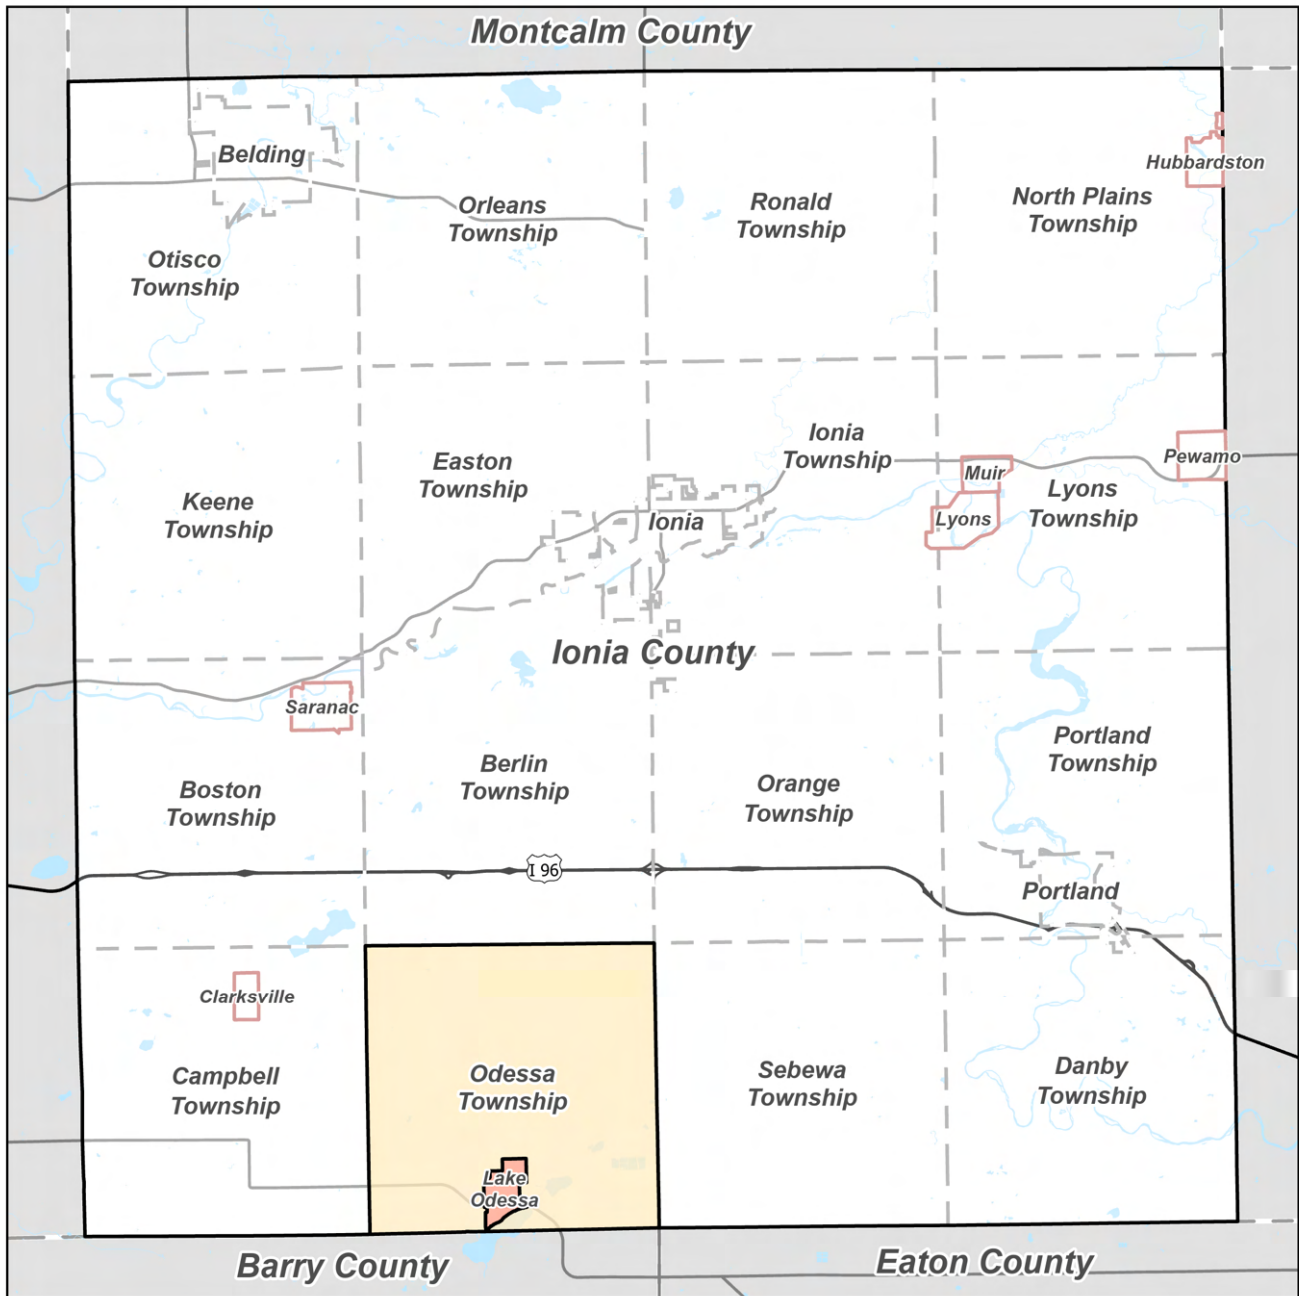 Montcalm County
Belding
Hubbardston
Orleans
Township
Ronald
Township
North Plains
Township
Otisco
Township
Ionia
Township
Easton
Township
Pewamo
Muir
Keene
Township
Lyons
Township
Lyons
Ionia
Ionia County
Saranac
Portland
Township
Berlin
Township
Boston
Township
Orange
Township
I 96
Portland
Clarksville
Campbell
Township
Odessa
Township
Sebewa
Township
Danby
Township
Lake
Odessa
Barry County
Eaton County